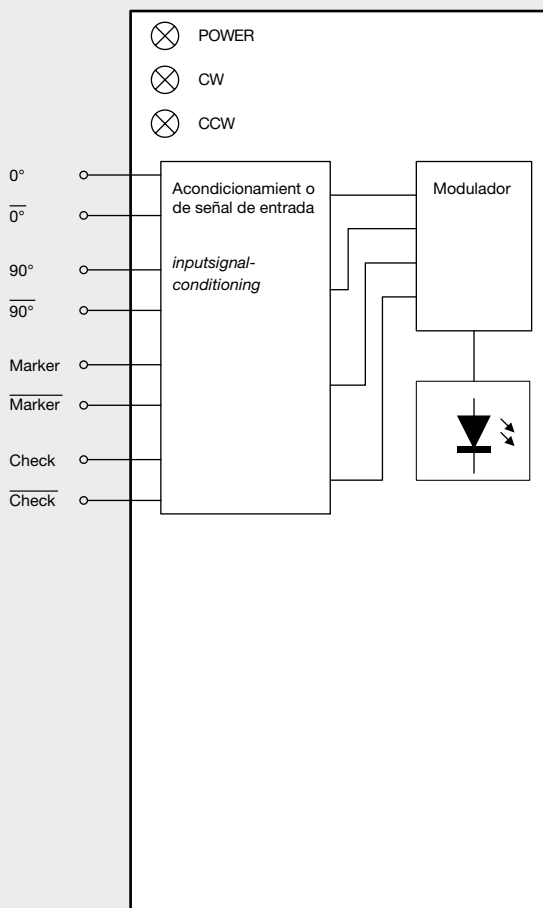 POWER
CW
CCW
0°
0°
90°
90°
Marker
Marker
Check
Check
Acondicionamient o
de señal de entrada
inputsignal-
conditioning
Modulador